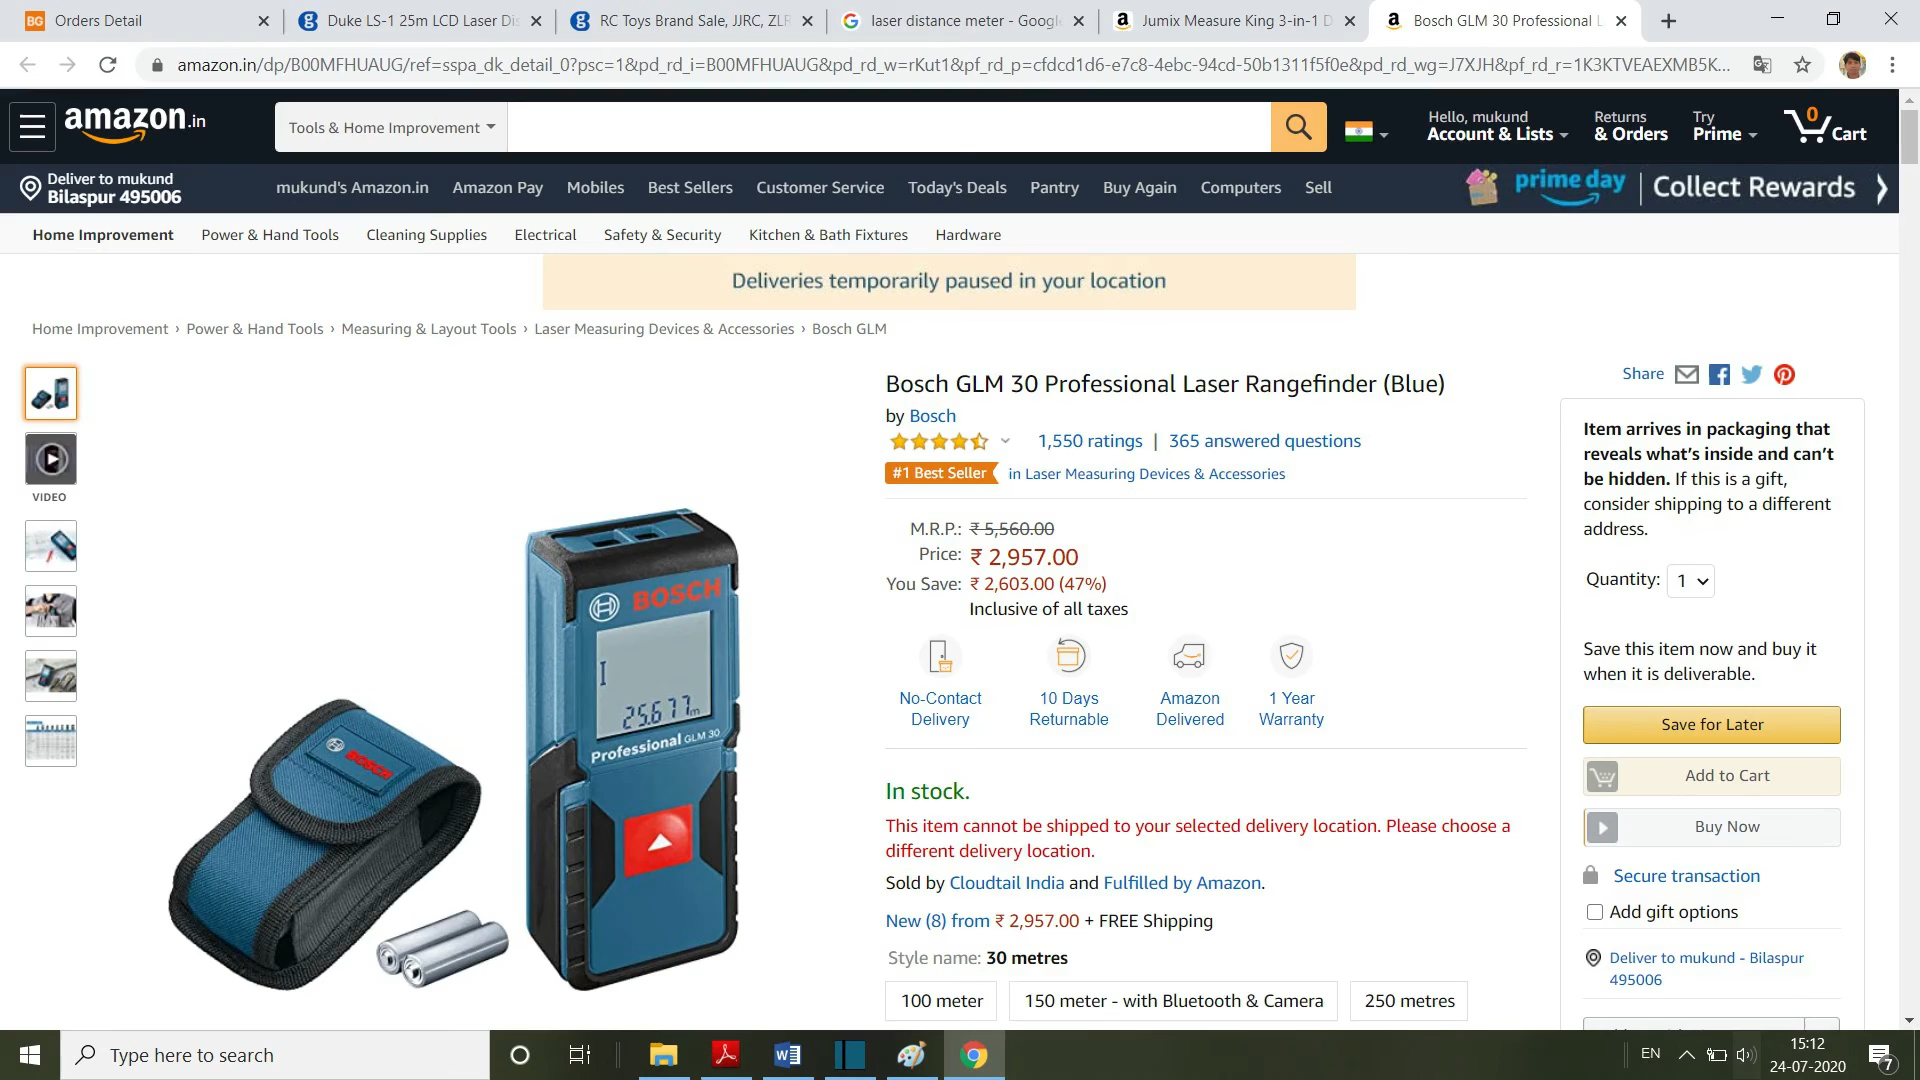 Orders Detail
Duke LS-1 25m LCD Laser Dis
RC Toys Brand Sale, JJRC, ZLR
laser distance meter - Google
Jumix Measure King 3-in-1 D
Bosch GLM 30 Professional L
amazon.in/dp/B00MFHUAUG/ref=sspa_dk_detail_0?psc=1&pd_rd_i=B00MFHUAUG&pd_rd_w=rKut1&pf_rd_p=cfdcd1d6-e7c8-4ebc-94cd-50b1311f5f0e&pd_rd_wg=J7XJH&pf_rd_r=1K3KTVEAEXMB5K...
amazon.in
Tools & Home Improvement
Hello, mukund
Account & Lists
Returns
& Orders
Try
Prime
0
Cart
Deliver to mukund
Bilaspur 495006
mukund's Amazon.in Amazon Pay Mobiles Best Sellers Customer Service Today's Deals Pantry Buy Again Computers Sell
prime day | Collect Rewards
Home Improvement Power & Hand Tools Cleaning Supplies Electrical Safety & Security Kitchen & Bath Fixtures Hardware
Deliveries temporarily paused in your location
Home Improvement › Power & Hand Tools › Measuring & Layout Tools › Laser Measuring Devices & Accessories › Bosch GLM
VIDEO
BOSCH
25.677m
Professional GLM 30
BOSCH
Bosch GLM 30 Professional Laser Rangefinder (Blue)
by Bosch
1,550 ratings | 365 answered questions
#1 Best Seller in Laser Measuring Devices & Accessories
M.R.P.: ₹ 5,560.00
Price: ₹ 2,957.00
You Save: ₹ 2,603.00 (47%)
Inclusive of all taxes
No-Contact
Delivery
10 Days
Returnable
Amazon
Delivered
1 Year
Warranty
In stock.
This item cannot be shipped to your selected delivery location. Please choose a
different delivery location.
Sold by Cloudtail India and Fulfilled by Amazon.
New (8) from ₹ 2,957.00 + FREE Shipping
Style name: 30 metres
100 meter
150 meter - with Bluetooth & Camera
250 metres
Share
Item arrives in packaging that
reveals what's inside and can't
be hidden. If this is a gift,
consider shipping to a different
address.
Quantity: 1
Save this item now and buy it
when it is deliverable.
Save for Later
Add to Cart
Buy Now
Secure transaction
Add gift options
Deliver to mukund - Bilaspur
495006
Type here to search
EN
15:12
24-07-2020
7